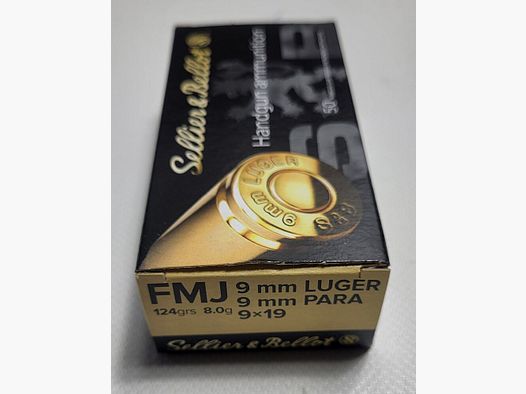 Sellier & Bellot S&B
Handgun ammunition
50
S&B
LUGER
9mm
S&B
FMJ 9 mm LUGER
9 mm PARA
124grs 8.0g 9×19
Sellier & Bellot